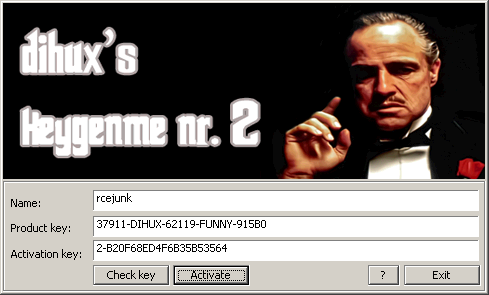 dihux's
keygenme nr. 2
Name: rcejunk
Product key: 37911-DIHUX-62119-FUNNY-915B0
Activation key: 2-B20F68ED4F6B35B53564
Check key Activate ? Exit